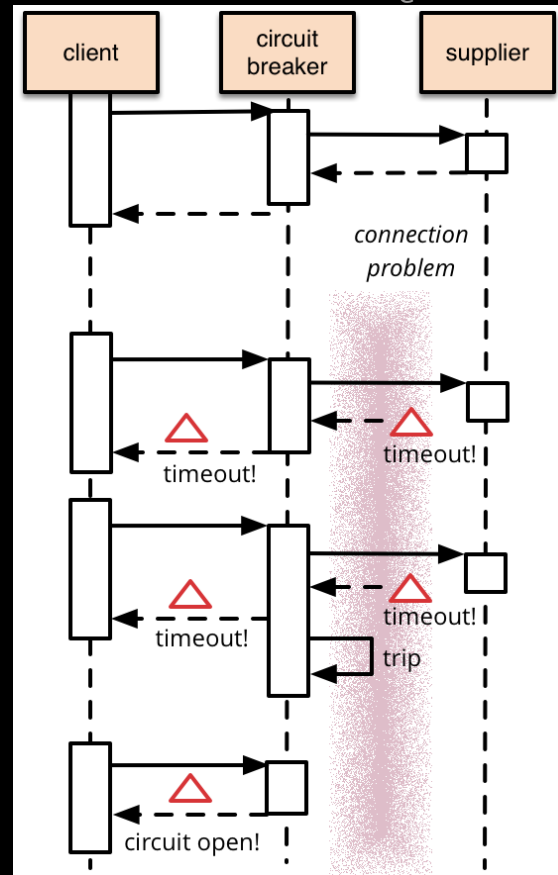 client
circuit
breaker
supplier
connection
problem
timeout!
timeout!
timeout!
timeout!
trip
circuit open!